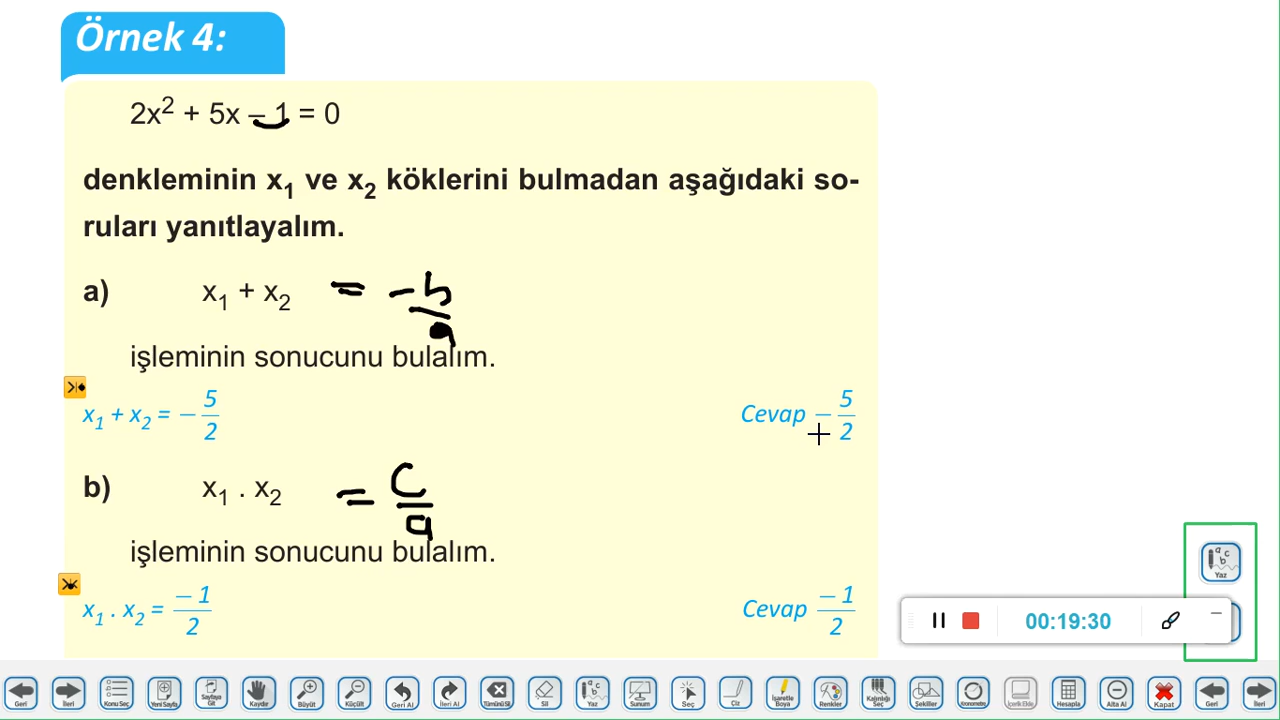 Örnek 4:
2x² + 5x – 1 = 0
denkleminin x₁ ve x₂ köklerini bulmadan aşağıdaki so-
ruları yanıtlayalım.
a) x₁ + x₂ = -b/a
işleminin sonucunu bulalım.
x₁ + x₂ = – 5/2 Cevap – 5/2
b) x₁ . x₂ = c/a
işleminin sonucunu bulalım.
x₁ . x₂ = – 1/2 Cevap – 1/2
a b c
Yaz
00:19:30
Geri İleri Konu Seç Yeni Sayfa Sayfaya Git Kaydır Büyüt Küçült Geri Al İleri Al Tümünü Sil Sil Yaz Sunum Seç Çiz İşaretle Boya Renkler Kalınlığı Seç Şekiller Kronometre İçerik Ekle Hesapla Alta Al Kapat Geri İleri